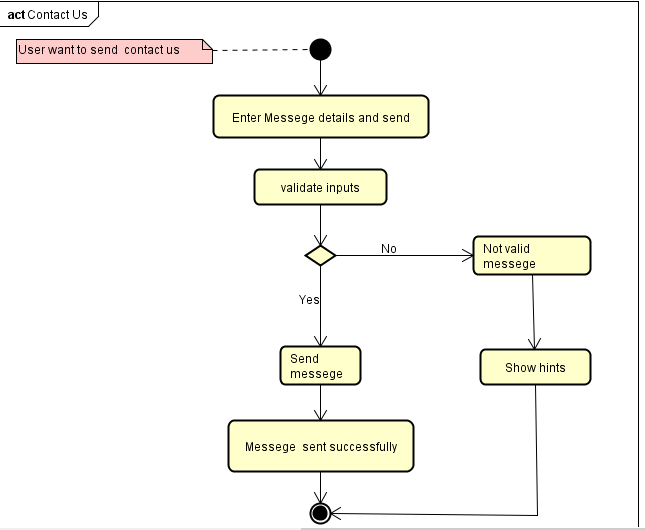 act Contact Us
User want to send contact us
Enter Messege details and send
validate inputs
No
Not valid
messege
Yes
Send
messege
Show hints
Messege sent successfully